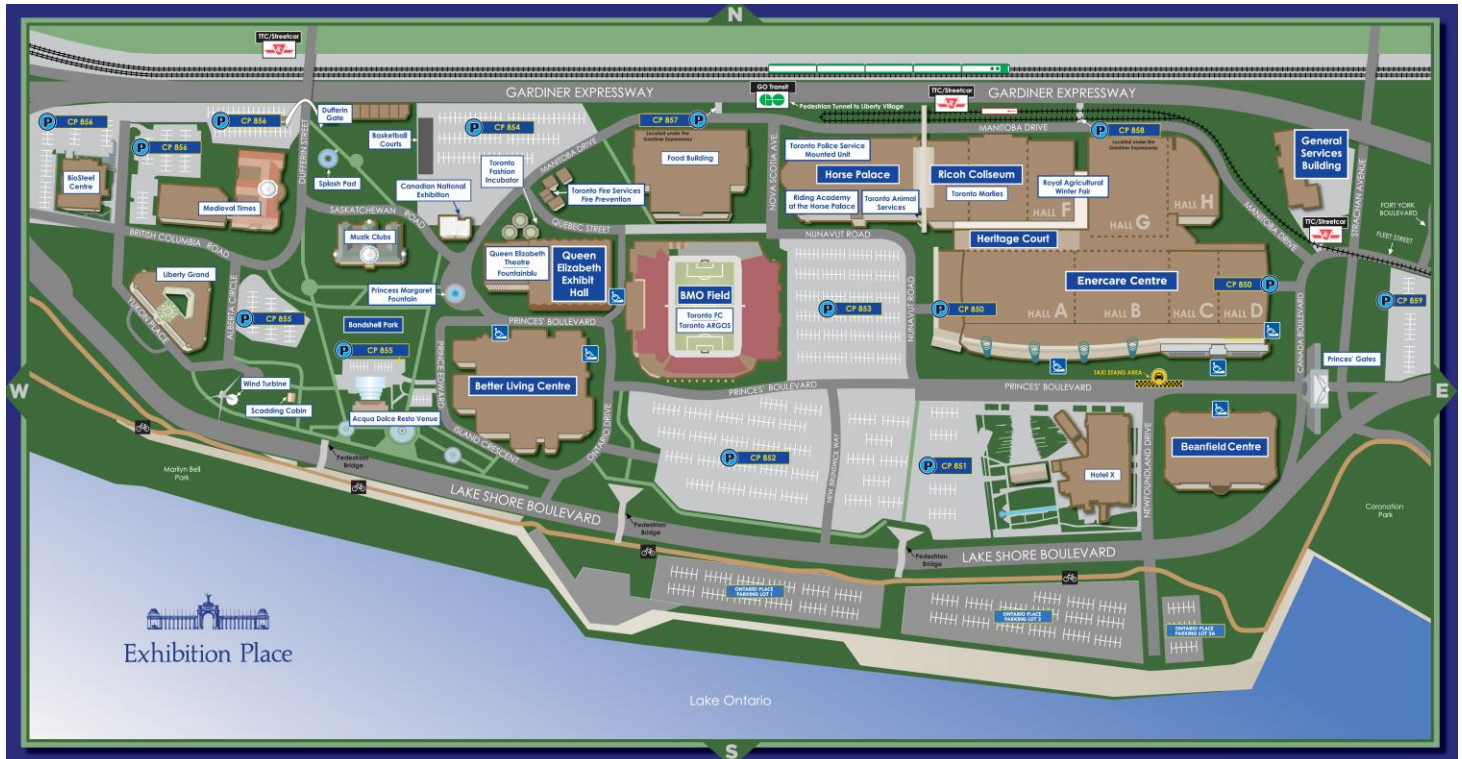 N
TTC/Streetcar
GARDINER EXPRESSWAY
GO Transit
GO
Pedestrian Tunnel to Liberty Village
TTC/Streetcar
GARDINER EXPRESSWAY
P CP 856
P CP 856
P CP 856
Dufferin
Gate
DUFFERIN STREET
Basketball
Courts
P CP 854
CP 857 P
Located under the
Gardiner Expressway
MANITOBA DRIVE
P CP 858
Located under the
Gardiner Expressway
General
Services
Building
STRACHAN AVENUE
BioSteel
Centre
Medieval Times
Splash Pad
Canadian National
Exhibition
Toronto
Fashion
Incubator
MANITOBA DRIVE
Food Building
Toronto Fire Services
Fire Prevention
NOVA SCOTIA AVE.
Toronto Police Service
Mounted Unit
Horse Palace
Riding Academy
at the Horse Palace
Toronto Animal
Services
Ricoh Coliseum
Toronto Marlies
Royal Agricultural
Winter Fair
HALL F
HALL G
HALL H
MANITOBA DRIVE
FORT YORK
BOULEVARD
FLEET STREET
TTC/Streetcar
SASKATCHEWAN ROAD
QUEBEC STREET
NUNAVUT ROAD
Heritage Court
BRITISH COLUMBIA ROAD
Muzik Clubs
Queen Elizabeth
Theatre
Fountainblu
Queen
Elizabeth
Exhibit
Hall
Liberty Grand
YUKON PLACE
ALBERTA CIRCLE
P CP 855
Princess Margaret
Fountain
BMO Field
Toronto FC
Toronto ARGOS
P CP 853
NUNAVUT ROAD
P CP 850
Enercare Centre
CP 850 P
HALL A
HALL B
HALL C
HALL D
CANADA BOULEVARD
P CP 859
Bandshell Park
PRINCES' BOULEVARD
P CP 855
PRINCE EDWARD
ISLAND CRESCENT
Better Living Centre
ONTARIO DRIVE
PRINCES' BOULEVARD
TAXI STAND AREA
PRINCES' BOULEVARD
Princes' Gates
W
E
Wind Turbine
Scadding Cabin
Acqua Dolce Resto Venue
Beanfield Centre
Pedestrian
Bridge
Marilyn Bell
Park
P CP 852
NEW BRUNSWICK WAY
P CP 851
Hotel X
NEWFOUNDLAND DRIVE
LAKE SHORE BOULEVARD
Pedestrian
Bridge
Pedestrian
Bridge
LAKE SHORE BOULEVARD
Coronation
Park
ONTARIO PLACE
PARKING LOT 1
ONTARIO PLACE
PARKING LOT 2
ONTARIO PLACE
PARKING LOT 2A
Exhibition Place
Lake Ontario
S